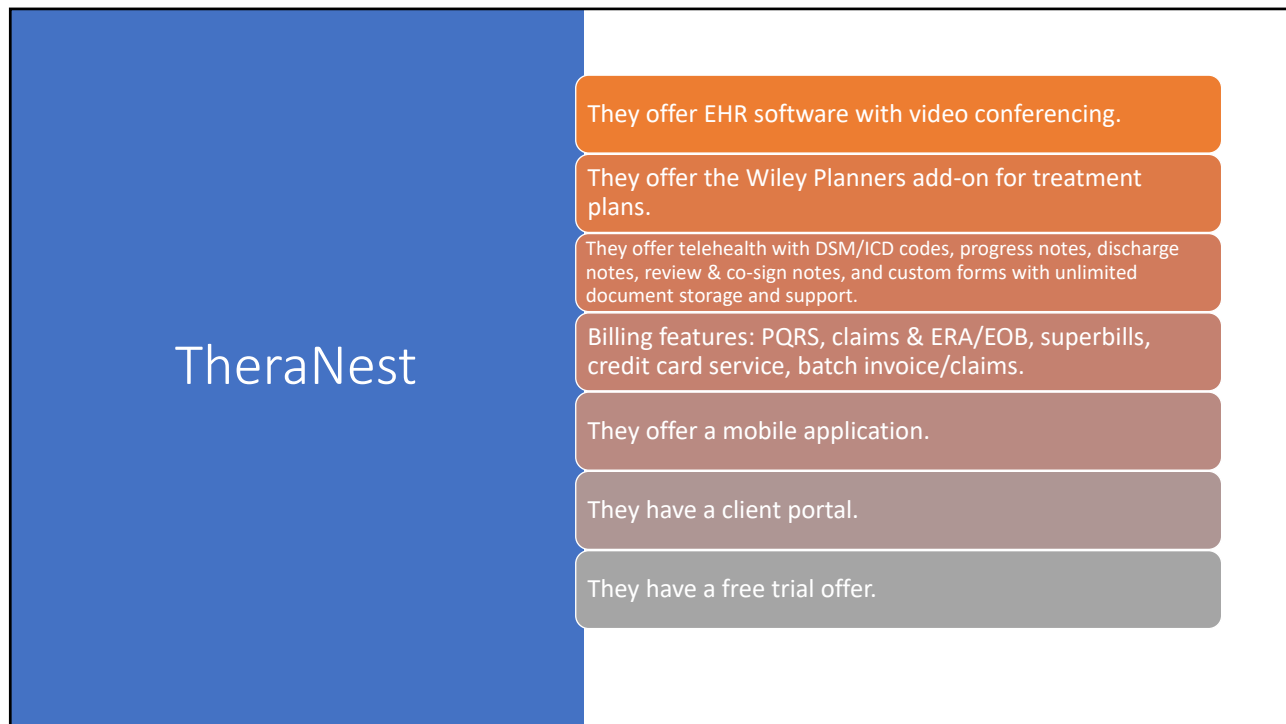 TheraNest
They offer EHR software with video conferencing.
They offer the Wiley Planners add-on for treatment
plans.
They offer telehealth with DSM/ICD codes, progress notes, discharge
notes, review & co-sign notes, and custom forms with unlimited
document storage and support.
Billing features: PQRS, claims & ERA/EOB, superbills,
credit card service, batch invoice/claims.
They offer a mobile application.
They have a client portal.
They have a free trial offer.